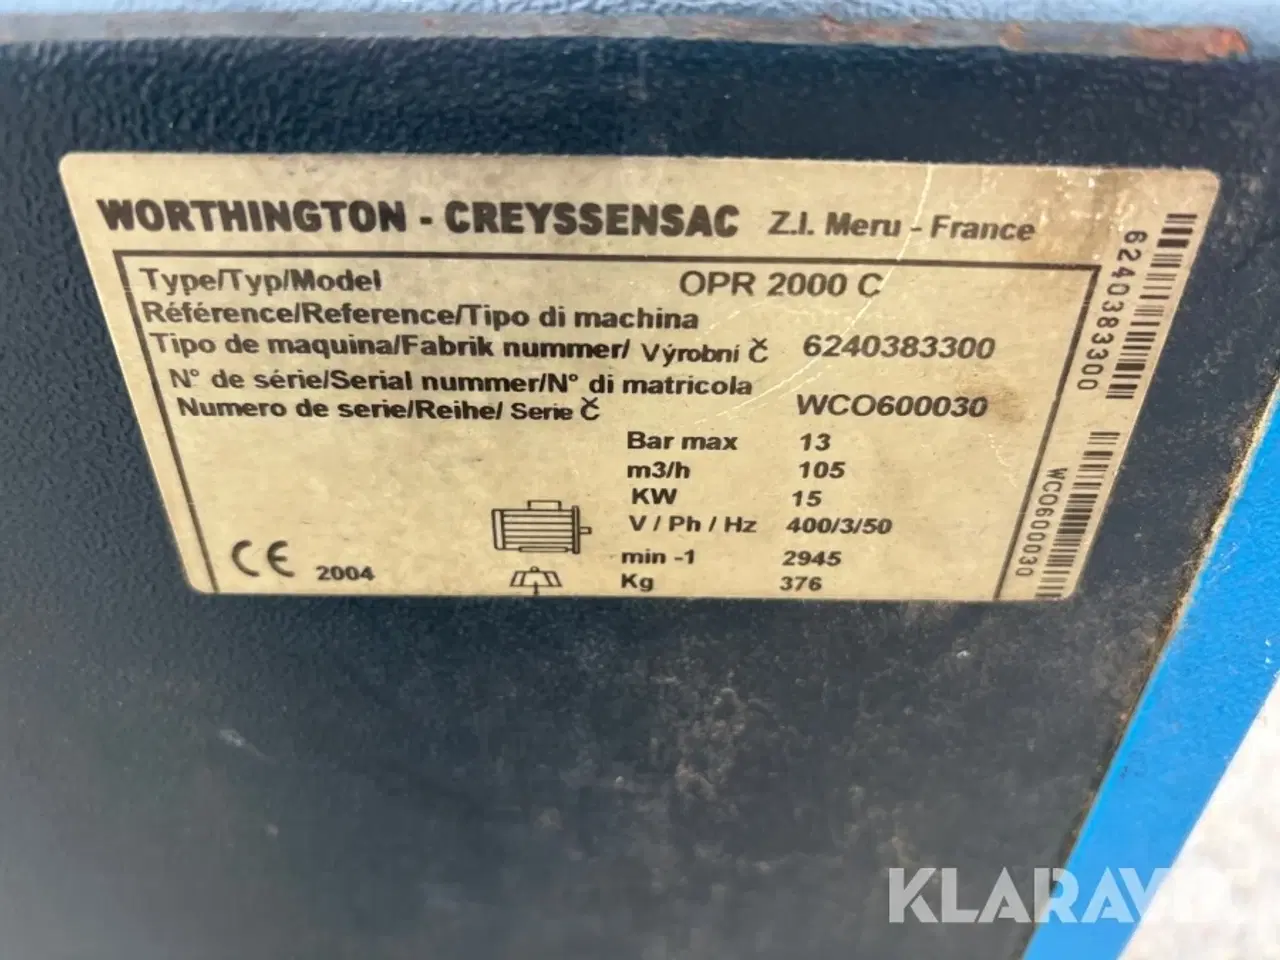 WORTHINGTON - CREYSSENSAC Z.I. Meru - France
Type/Typ/Model OPR 2000 C
Référence/Reference/Tipo di machina
Tipo de maquina/Fabrik nummer/ Výrobní Č 6240383300
N° de série/Serial nummer/N° di matricola
Numero de serie/Reihe/ Serie Č WCO600030
Bar max 13
m3/h 105
KW 15
V / Ph / Hz 400/3/50
min -1 2945
Kg 376
CE 2004
6240383300
WCO600030
KLARAVIK